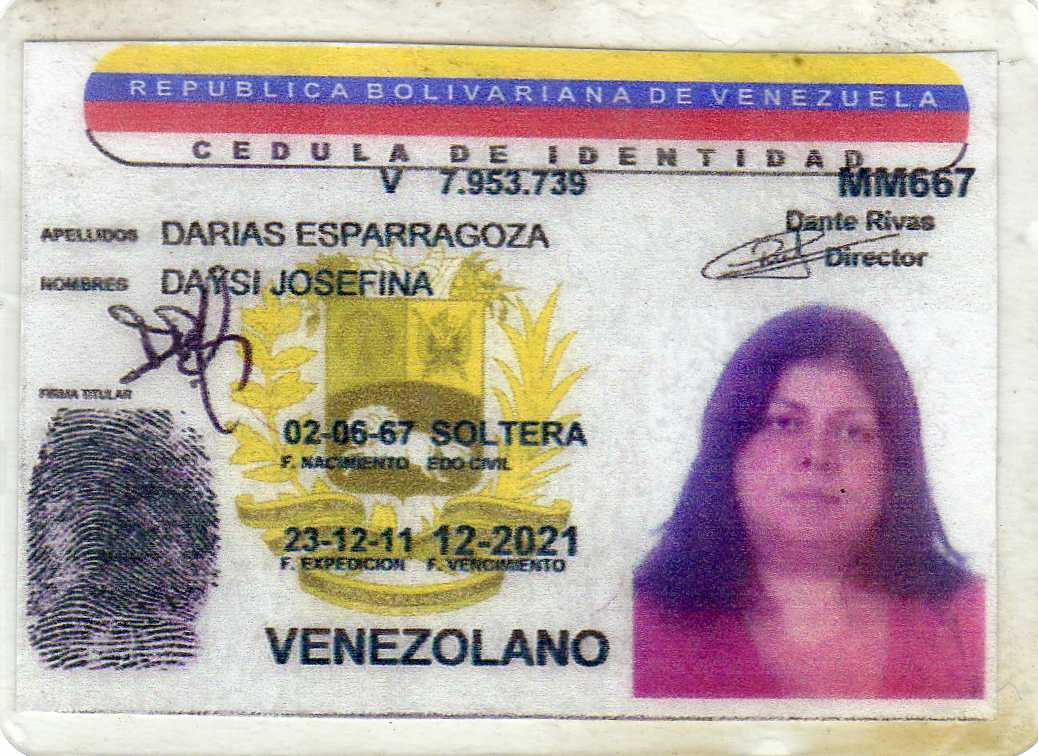 REPUBLICA BOLIVARIANA DE VENEZUELA
CEDULA DE IDENTIDAD
V 7.953.739
MM667
APELLIDOS DARIAS ESPARRAGOZA
Dante Rivas
Director
NOMBRES DAYSI JOSEFINA
FIRMA TITULAR
02-06-67 SOLTERA
F. NACIMIENTO EDO CIVIL
23-12-11 12-2021
F. EXPEDICION F. VENCIMIENTO
VENEZOLANO